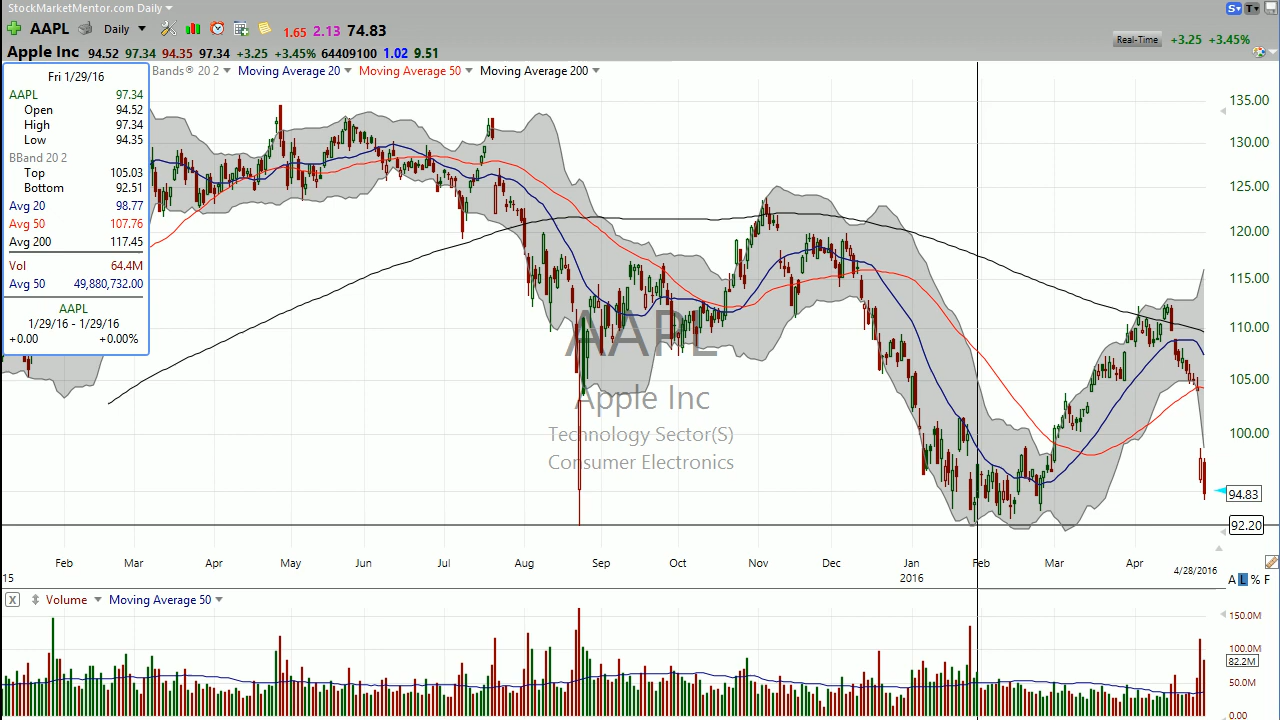 StockMarketMentor.com Daily
AAPL Daily 1.65 2.13 74.83
Real-Time +3.25 +3.45%
Apple Inc 94.52 97.34 94.35 97.34 +3.25 +3.45% 64409100 1.02 9.51
Bands® 20 2 Moving Average 20 Moving Average 50 Moving Average 200
Fri 1/29/16
AAPL 97.34
Open 94.52
High 97.34
Low 94.35
BBand 20 2
Top 105.03
Bottom 92.51
Avg 20 98.77
Avg 50 107.76
Avg 200 117.45
Vol 64.4M
Avg 50 49,880,732.00
AAPL
1/29/16 - 1/29/16
+0.00 +0.00%
135.00
130.00
125.00
120.00
115.00
110.00
105.00
100.00
94.83
92.20
AAPL
Apple Inc
Technology Sector(S)
Consumer Electronics
Feb Mar Apr May Jun Jul Aug Sep Oct Nov Dec Jan Feb Mar Apr
15 2016 4/28/2016
A L % F
X Volume Moving Average 50
150.0M
100.0M
82.2M
50.0M
0.00